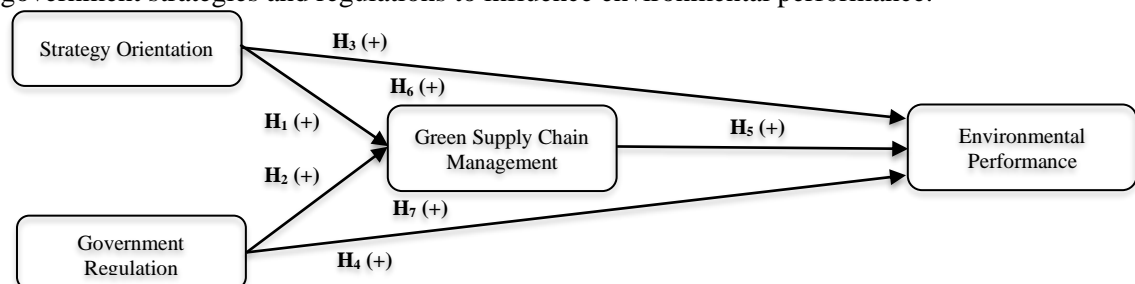 government strategies and regulations to influence environmental performance.
Strategy Orientation
H₃ (+)
H₆ (+)
H₁ (+)
Green Supply Chain
Management
H₅ (+)
Environmental
Performance
H₂ (+)
H₇ (+)
Government
Regulation
H₄ (+)